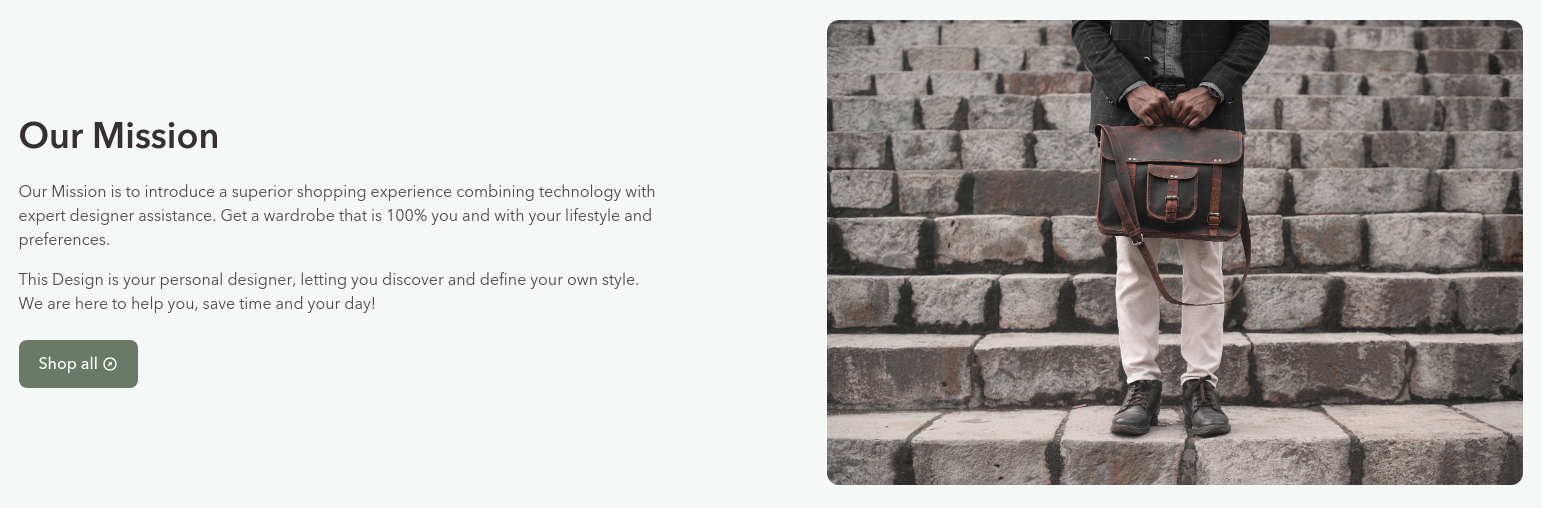 Our Mission
Our Mission is to introduce a superior shopping experience combining technology with
expert designer assistance. Get a wardrobe that is 100% you and with your lifestyle and
preferences.
This Design is your personal designer, letting you discover and define your own style.
We are here to help you, save time and your day!
Shop all